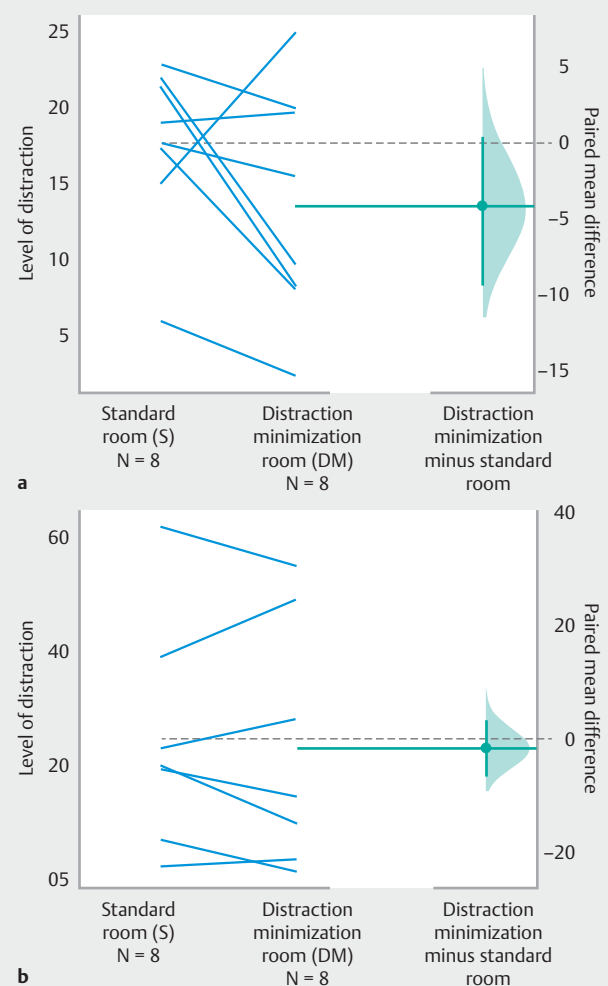 25
20
15
10
5
Level of distraction
5
0
−5
−10
−15
Paired mean difference
Standard
room (S)
N = 8
Distraction
minimization
room (DM)
N = 8
Distraction
minimization
minus standard
room
a
60
40
20
05
Level of distraction
40
20
0
−20
Paired mean difference
Standard
room (S)
N = 8
Distraction
minimization
room (DM)
N = 8
Distraction
minimization
minus standard
room
b